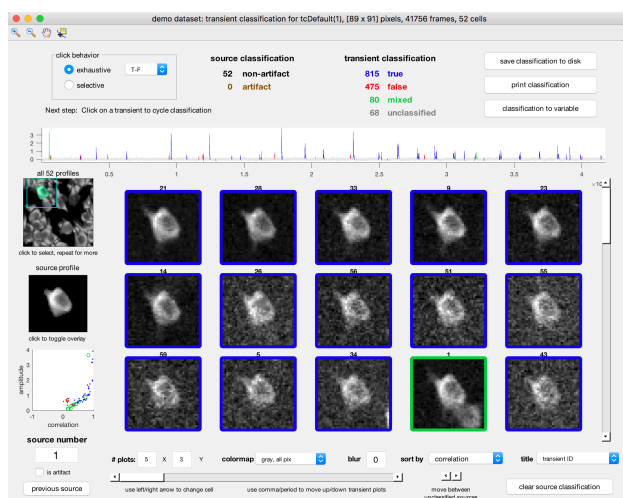 demo dataset: transient classification for tcDefault(1), [89 x 91] pixels, 41756 frames, 52 cells
click behavior
exhaustive
T-F
selective
Next step: Click on a transient to cycle classification
source classification
52 non-artifact
0 artifact
transient classification
815 true
475 false
80 mixed
68 unclassified
save classification to disk
print classification
classification to variable
3
2
1
0
0.5
1
1.5
2
2.5
3
3.5
4
all 52 profiles
click to select, repeat for more
source profile
click to toggle overlay
4
3
2
1
0
amplitude
-1
0
1
correlation
source number
1
is artifact
previous source
21
28
33
9
23
14
26
56
51
55
59
5
34
1
43
# plots:
5
X
3
Y
colormap
gray, all pix
blur
0
sort by
correlation
title
transient ID
use left/right arrow to change cell
use comma/period to move up/down transient plots
move between
unclassified sources
clear source classification